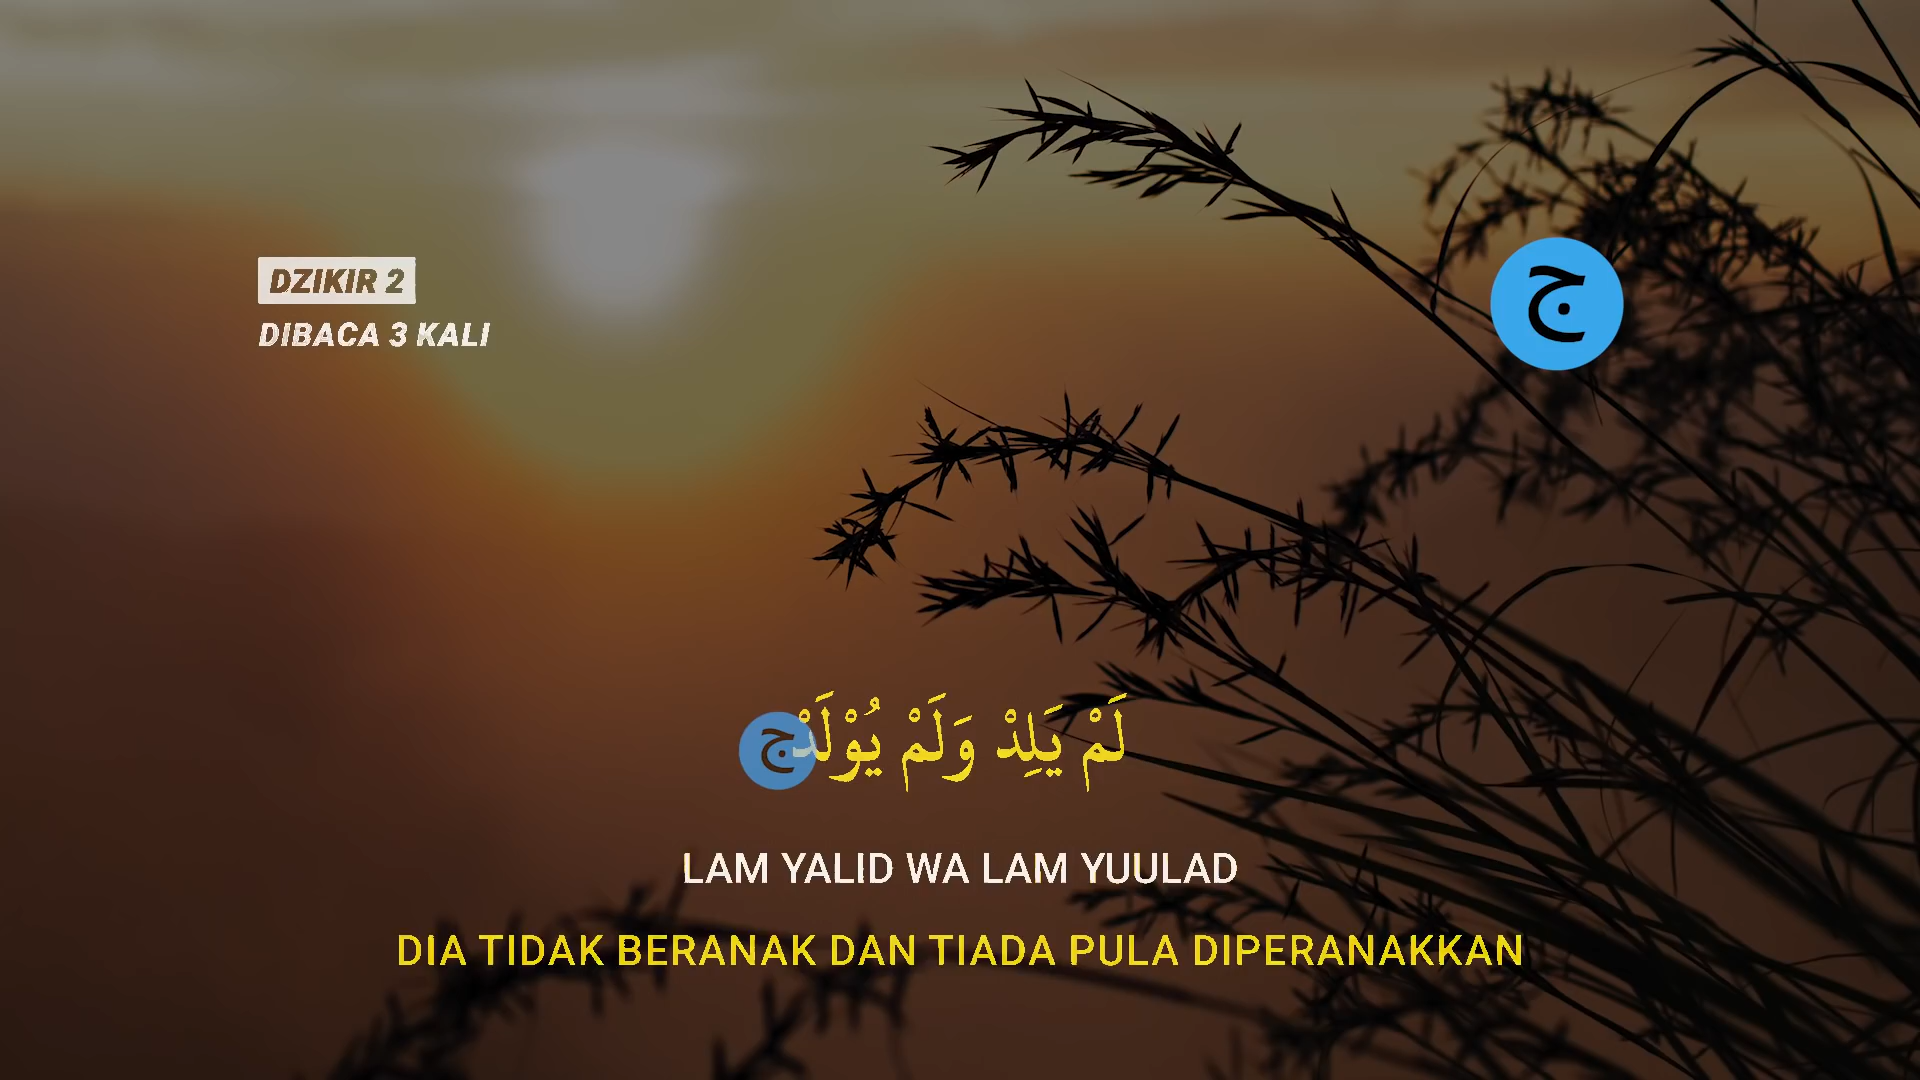 DZIKIR 2
DIBACA 3 KALI
ج
لَمْ يَلِدْ وَلَمْ يُوْلَدْ ج
LAM YALID WA LAM YUULAD
DIA TIDAK BERANAK DAN TIADA PULA DIPERANAKKAN